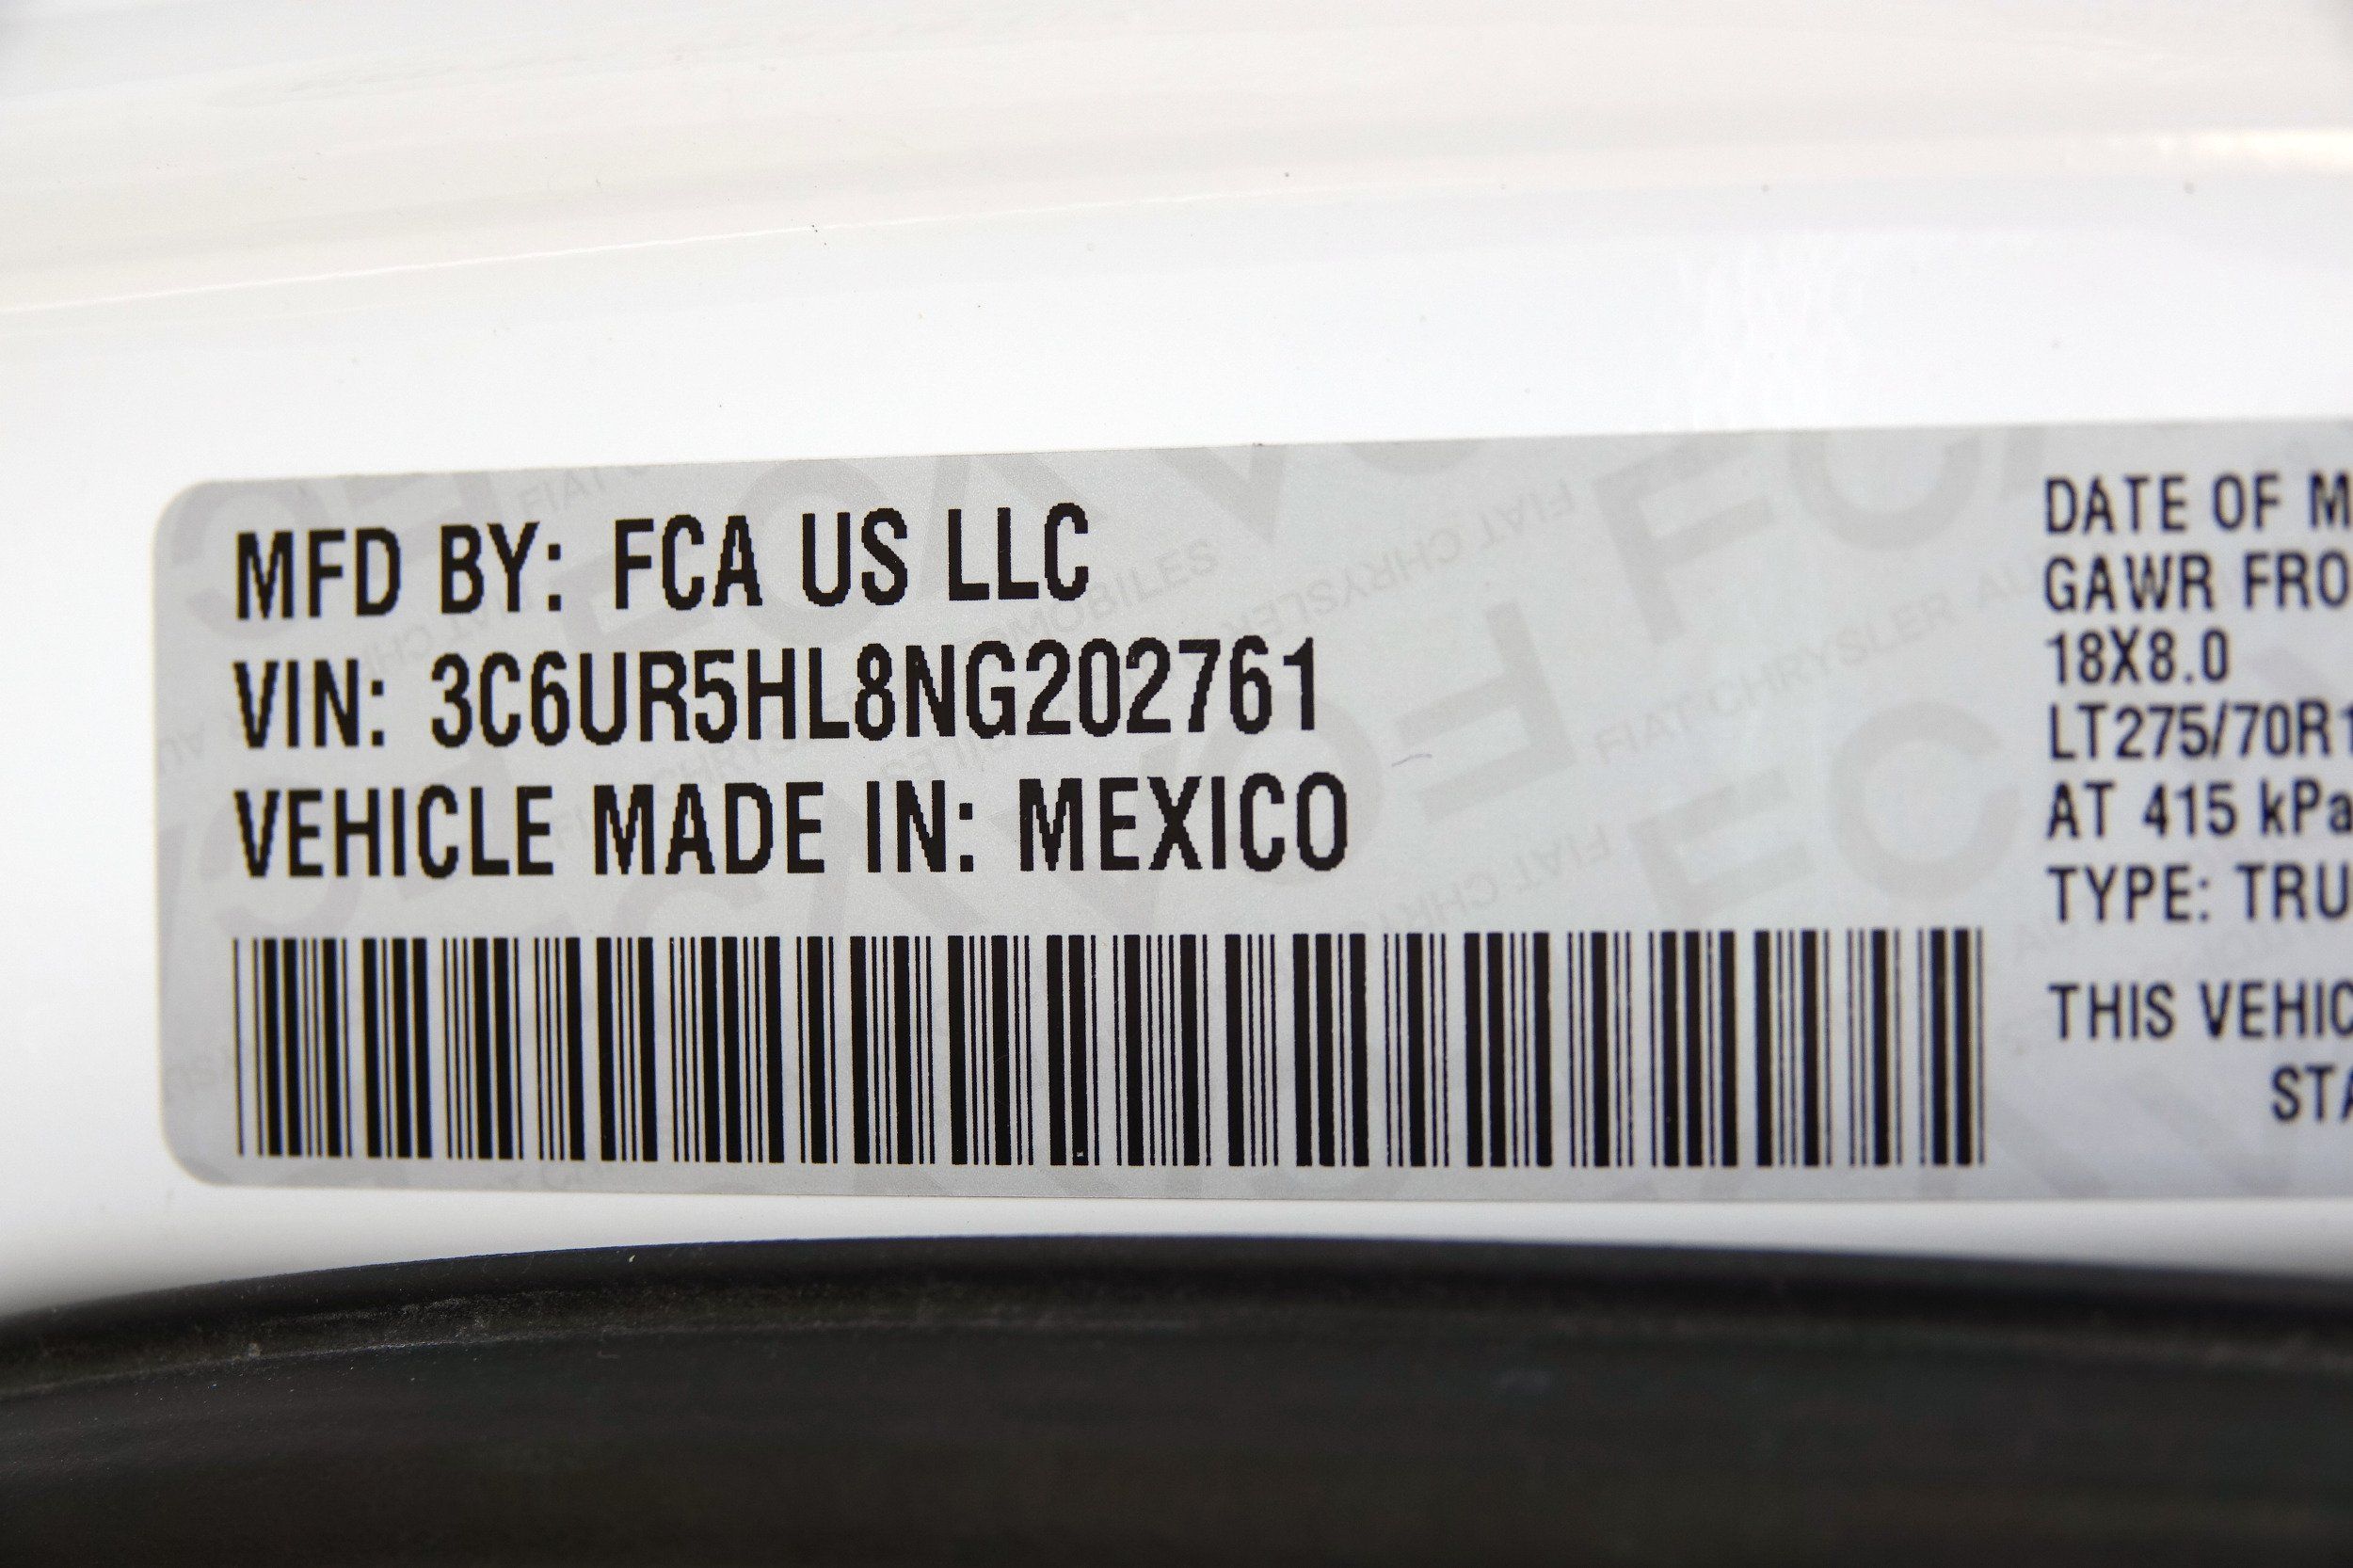 MFD BY: FCA US LLC
VIN: 3C6UR5HL8NG202761
VEHICLE MADE IN: MEXICO
DATE OF M
GAWR FRO
18X8.0
LT275/70R1
AT 415 kPa
TYPE: TRU
THIS VEHIC
STA